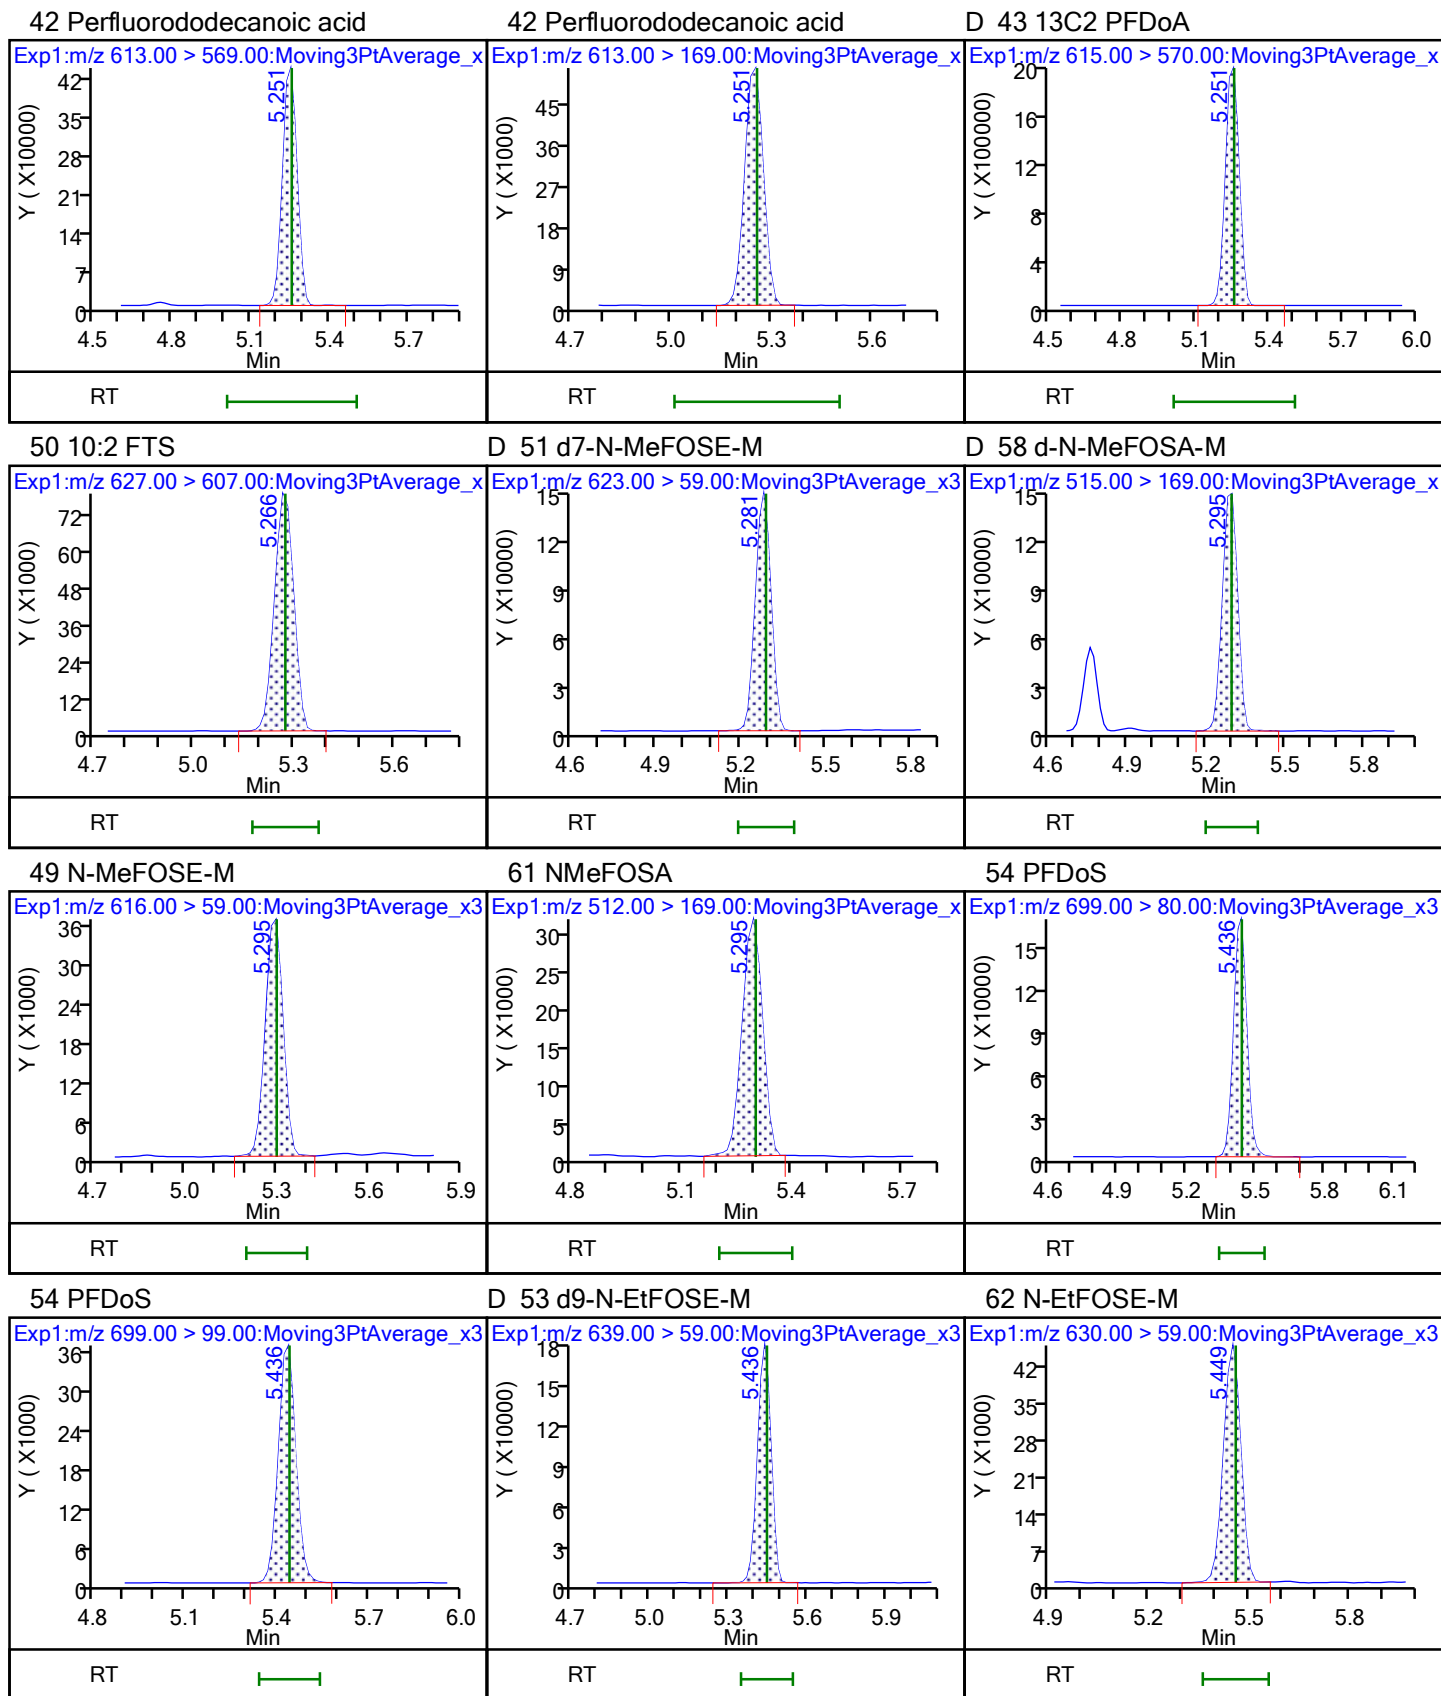 42 Perfluorododecanoic acid
Exp1:m/z 613.00 > 569.00:Moving3PtAverage_x
Y ( X10000)
42
35
28
21
14
7
0
5.251
4.5 4.8 5.1 5.4 5.7
Min
RT
42 Perfluorododecanoic acid
Exp1:m/z 613.00 > 169.00:Moving3PtAverage_x
Y ( X1000)
45
36
27
18
9
0
5.251
4.7 5.0 5.3 5.6
Min
RT
D 43 13C2 PFDoA
Exp1:m/z 615.00 > 570.00:Moving3PtAverage_x
Y ( X100000)
20
16
12
8
4
0
5.251
4.5 4.8 5.1 5.4 5.7 6.0
Min
RT
50 10:2 FTS
Exp1:m/z 627.00 > 607.00:Moving3PtAverage_x
Y ( X1000)
72
60
48
36
24
12
0
5.266
4.7 5.0 5.3 5.6
Min
RT
D 51 d7-N-MeFOSE-M
Exp1:m/z 623.00 > 59.00:Moving3PtAverage_x3
Y ( X10000)
15
12
9
6
3
0
5.281
4.6 4.9 5.2 5.5 5.8
Min
RT
D 58 d-N-MeFOSA-M
Exp1:m/z 515.00 > 169.00:Moving3PtAverage_x
Y ( X10000)
15
12
9
6
3
0
5.295
4.6 4.9 5.2 5.5 5.8
Min
RT
49 N-MeFOSE-M
Exp1:m/z 616.00 > 59.00:Moving3PtAverage_x3
Y ( X1000)
36
30
24
18
12
6
0
5.295
4.7 5.0 5.3 5.6 5.9
Min
RT
61 NMeFOSA
Exp1:m/z 512.00 > 169.00:Moving3PtAverage_x
Y ( X1000)
30
25
20
15
10
5
0
5.295
4.8 5.1 5.4 5.7
Min
RT
54 PFDoS
Exp1:m/z 699.00 > 80.00:Moving3PtAverage_x3
Y ( X10000)
15
12
9
6
3
0
5.436
4.6 4.9 5.2 5.5 5.8 6.1
Min
RT
54 PFDoS
Exp1:m/z 699.00 > 99.00:Moving3PtAverage_x3
Y ( X1000)
36
30
24
18
12
6
0
5.436
4.8 5.1 5.4 5.7 6.0
Min
RT
D 53 d9-N-EtFOSE-M
Exp1:m/z 639.00 > 59.00:Moving3PtAverage_x3
Y ( X10000)
18
15
12
9
6
3
0
5.436
4.7 5.0 5.3 5.6 5.9
Min
RT
62 N-EtFOSE-M
Exp1:m/z 630.00 > 59.00:Moving3PtAverage_x3
Y ( X1000)
42
35
28
21
14
7
0
5.449
4.9 5.2 5.5 5.8
Min
RT